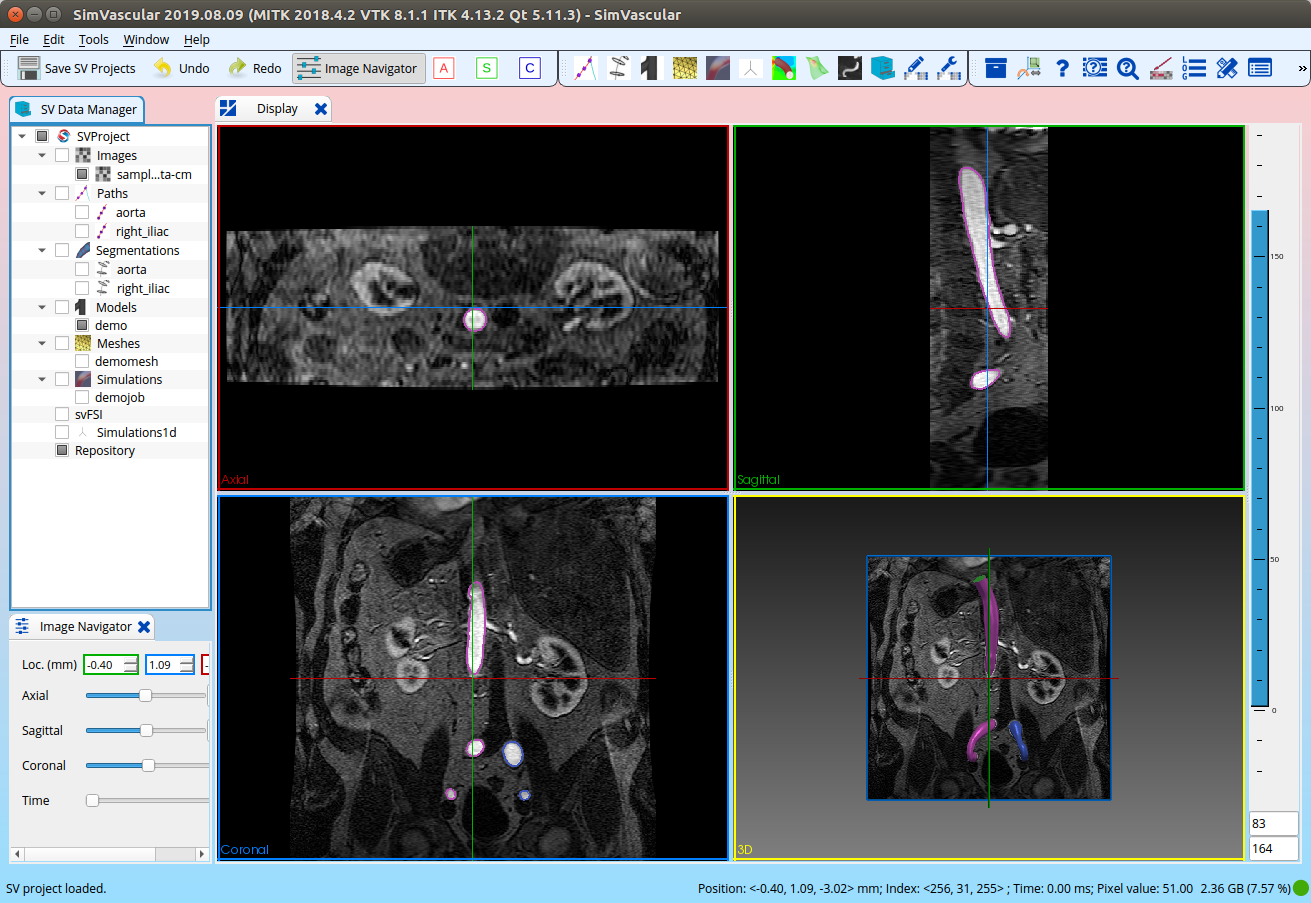 SimVascular 2019.08.09 (MITK 2018.4.2 VTK 8.1.1 ITK 4.13.2 Qt 5.11.3) - SimVascular
File Edit Tools Window Help
Save SV Projects Undo Redo Image Navigator A S C ? LOG »
SV Data Manager
Display
SVProject
Images
sampl...ta-cm
Paths
aorta
right_iliac
Segmentations
aorta
right_iliac
Models
demo
Meshes
demomesh
Simulations
demojob
svFSI
Simulations1d
Repository
Axial
Sagittal
Coronal
3D
150
100
50
0
83
164
Image Navigator
Loc. (mm) -0.40 1.09 -
Axial
Sagittal
Coronal
Time
SV project loaded.
Position: <-0.40, 1.09, -3.02> mm; Index: <256, 31, 255> ; Time: 0.00 ms; Pixel value: 51.00 2.36 GB (7.57 %)